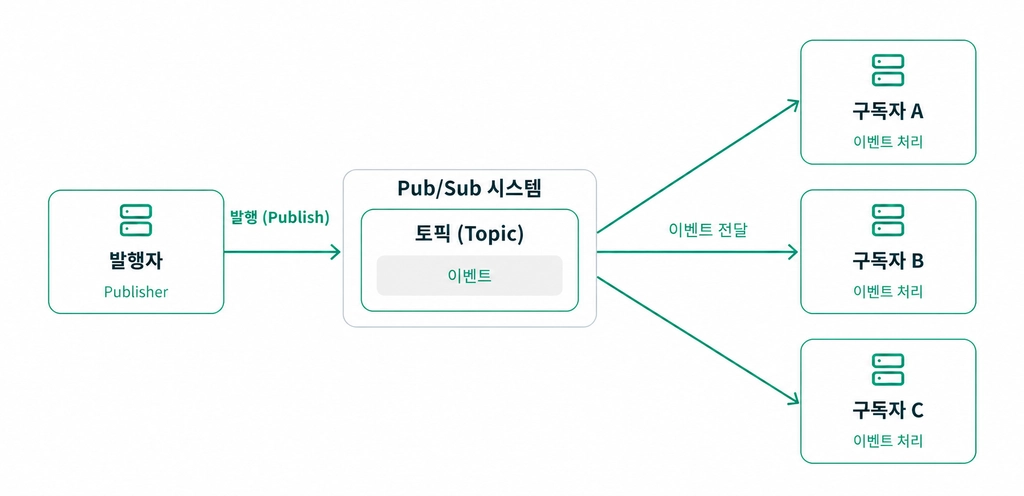 발행자
Publisher
발행 (Publish)
Pub/Sub 시스템
토픽 (Topic)
이벤트
이벤트 전달
구독자 A
이벤트 처리
구독자 B
이벤트 처리
구독자 C
이벤트 처리